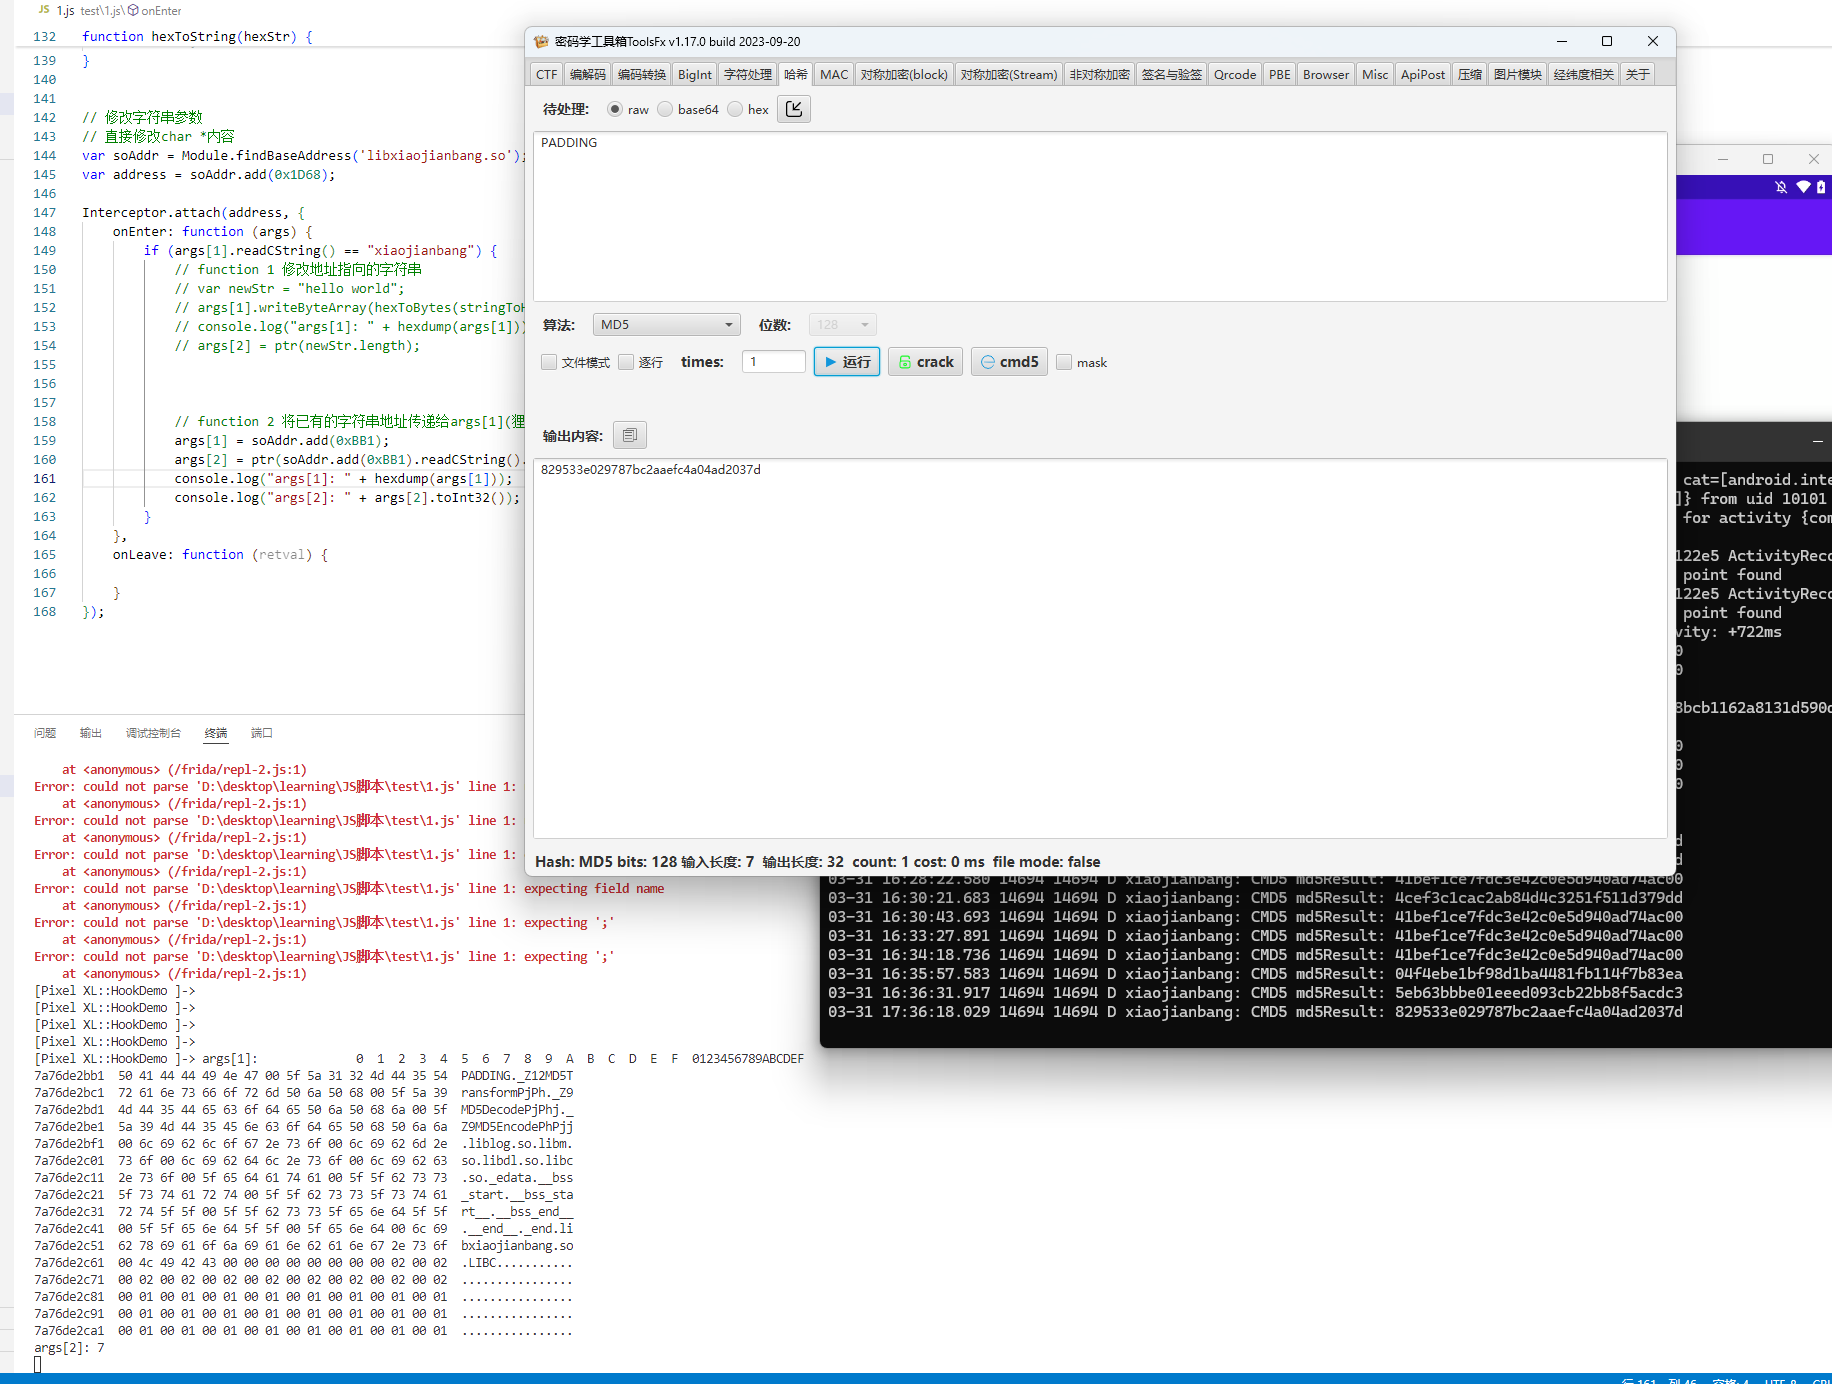 JS 1.js test\1.js\ onEnter
132 function hexToString(hexStr) {
139 }
140
141
142 // 修改字符串参数
143 // 直接修改char *内容
144 var soAddr = Module.findBaseAddress('libxiaojianbang.so');
145 var address = soAddr.add(0x1D68);
146
147 Interceptor.attach(address, {
148 onEnter: function (args) {
149 if (args[1].readCString() == "xiaojianbang") {
150 // function 1 修改地址指向的字符串
151 // var newStr = "hello world";
152 // args[1].writeByteArray(hexToBytes(stringToH
153 // console.log("args[1]: " + hexdump(args[1]))
154 // args[2] = ptr(newStr.length);
155
156
157
158 // function 2 将已有的字符串地址传递给args[1](狸
159 args[1] = soAddr.add(0xBB1);
160 args[2] = ptr(soAddr.add(0xBB1).readCString().
161 console.log("args[1]: " + hexdump(args[1]));
162 console.log("args[2]: " + args[2].toInt32());
163 }
164 },
165 onLeave: function (retval) {
166
167 }
168 });
问题 输出 调试控制台 终端 端口
at <anonymous> (/frida/repl-2.js:1)
Error: could not parse 'D:\desktop\learning\JS脚本\test\1.js' line 1:
at <anonymous> (/frida/repl-2.js:1)
Error: could not parse 'D:\desktop\learning\JS脚本\test\1.js' line 1:
at <anonymous> (/frida/repl-2.js:1)
Error: could not parse 'D:\desktop\learning\JS脚本\test\1.js' line 1:
at <anonymous> (/frida/repl-2.js:1)
Error: could not parse 'D:\desktop\learning\JS脚本\test\1.js' line 1: expecting field name
at <anonymous> (/frida/repl-2.js:1)
Error: could not parse 'D:\desktop\learning\JS脚本\test\1.js' line 1: expecting ';'
at <anonymous> (/frida/repl-2.js:1)
Error: could not parse 'D:\desktop\learning\JS脚本\test\1.js' line 1: expecting ';'
at <anonymous> (/frida/repl-2.js:1)
[Pixel XL::HookDemo ]->
[Pixel XL::HookDemo ]->
[Pixel XL::HookDemo ]->
[Pixel XL::HookDemo ]->
[Pixel XL::HookDemo ]-> args[1]: 0 1 2 3 4 5 6 7 8 9 A B C D E F 0123456789ABCDEF
7a76de2bb1 50 41 44 44 49 4e 47 00 5f 5a 31 32 4d 44 35 54 PADDING._Z12MD5T
7a76de2bc1 72 61 6e 73 66 6f 72 6d 50 6a 50 68 00 5f 5a 39 ransformPjPh._Z9
7a76de2bd1 4d 44 35 44 65 63 6f 64 65 50 6a 50 68 6a 00 5f MD5DecodePjPhj._
7a76de2be1 5a 39 4d 44 35 45 6e 63 6f 64 65 50 68 50 6a 6a Z9MD5EncodePhPjj
7a76de2bf1 00 6c 69 62 6c 6f 67 2e 73 6f 00 6c 69 62 6d 2e .liblog.so.libm.
7a76de2c01 73 6f 00 6c 69 62 64 6c 2e 73 6f 00 6c 69 62 63 so.libdl.so.libc
7a76de2c11 2e 73 6f 00 5f 65 64 61 74 61 00 5f 5f 62 73 73 .so._edata.__bss
7a76de2c21 5f 73 74 61 72 74 00 5f 5f 62 73 73 5f 73 74 61 _start.__bss_sta
7a76de2c31 72 74 5f 5f 00 5f 5f 62 73 73 5f 65 6e 64 5f 5f rt__.__bss_end__
7a76de2c41 00 5f 5f 65 6e 64 5f 5f 00 5f 65 6e 64 00 6c 69 .__end__._end.li
7a76de2c51 62 78 69 61 6f 6a 69 61 6e 62 61 6e 67 2e 73 6f bxiaojianbang.so
7a76de2c61 00 4c 49 42 43 00 00 00 00 00 00 00 00 02 00 02 .LIBC...........
7a76de2c71 00 02 00 02 00 02 00 02 00 02 00 02 00 02 00 02 ................
7a76de2c81 00 01 00 01 00 01 00 01 00 01 00 01 00 01 00 01 ................
7a76de2c91 00 01 00 01 00 01 00 01 00 01 00 01 00 01 00 01 ................
7a76de2ca1 00 01 00 01 00 01 00 01 00 01 00 01 00 01 00 01 ................
args[2]: 7
密码学工具箱ToolsFx v1.17.0 build 2023-09-20
CTF 编解码 编码转换 BigInt 字符处理 哈希 MAC 对称加密(block) 对称加密(Stream) 非对称加密 签名与验签 Qrcode PBE Browser Misc ApiPost 压缩 图片模块 经纬度相关 关于
待处理: raw base64 hex
PADDING
算法: MD5 位数: 128
文件模式 逐行 times: 1 运行 crack cmd5 mask
输出内容:
829533e029787bc2aaefc4a04ad2037d
Hash: MD5 bits: 128 输入长度: 7 输出长度: 32 count: 1 cost: 0 ms file mode: false
cat=[android.inte
]} from uid 10101
for activity {com
122e5 ActivityReco
point found
122e5 ActivityReco
point found
vity: +722ms
0
0
8bcb1162a8131d590d
0
0
0
d
d
03-31 16:28:22.580 14694 14694 D xiaojianbang: CMD5 md5Result: 41bef1ce7fdc3e42c0e5d940ad74ac00
03-31 16:30:21.683 14694 14694 D xiaojianbang: CMD5 md5Result: 4cef3c1cac2ab84d4c3251f511d379dd
03-31 16:30:43.693 14694 14694 D xiaojianbang: CMD5 md5Result: 41bef1ce7fdc3e42c0e5d940ad74ac00
03-31 16:33:27.891 14694 14694 D xiaojianbang: CMD5 md5Result: 41bef1ce7fdc3e42c0e5d940ad74ac00
03-31 16:34:18.736 14694 14694 D xiaojianbang: CMD5 md5Result: 41bef1ce7fdc3e42c0e5d940ad74ac00
03-31 16:35:57.583 14694 14694 D xiaojianbang: CMD5 md5Result: 04f4ebe1bf98d1ba4481fb114f7b83ea
03-31 16:36:31.917 14694 14694 D xiaojianbang: CMD5 md5Result: 5eb63bbbe01eeed093cb22bb8f5acdc3
03-31 17:36:18.029 14694 14694 D xiaojianbang: CMD5 md5Result: 829533e029787bc2aaefc4a04ad2037d